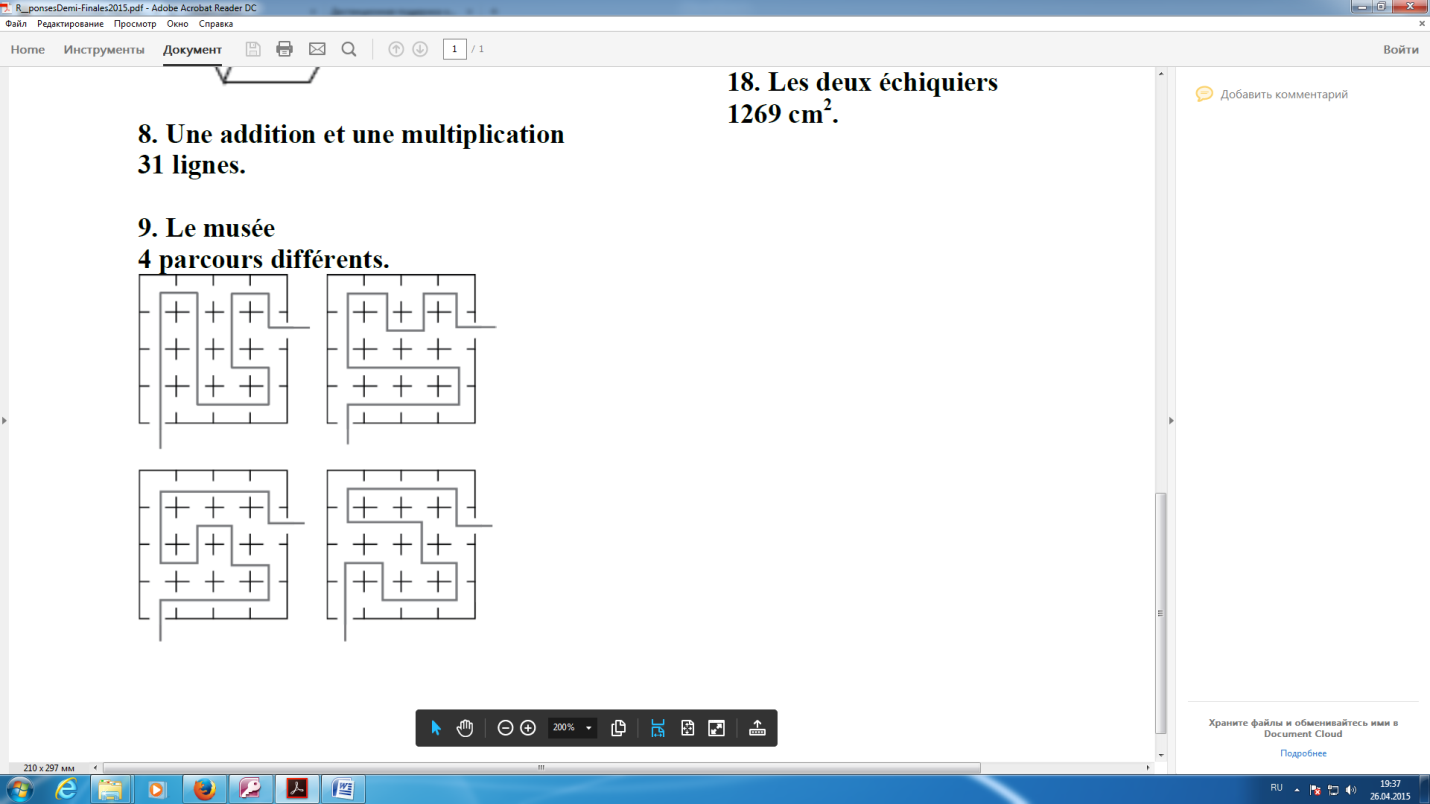 R__ponsesDemi-Finales2015.pdf - Adobe Acrobat Reader DC
Файл Редактирование Просмотр Окно Справка
Home Инструменты Документ 1 / 1 Войти
18. Les deux échiquiers
1269 cm².
8. Une addition et une multiplication
31 lignes.
9. Le musée
4 parcours différents.
Добавить комментарий
200%
Храните файлы и обменивайтесь ими в
Document Cloud
Подробнее
210 x 297 мм
RU 19:37
26.04.2015